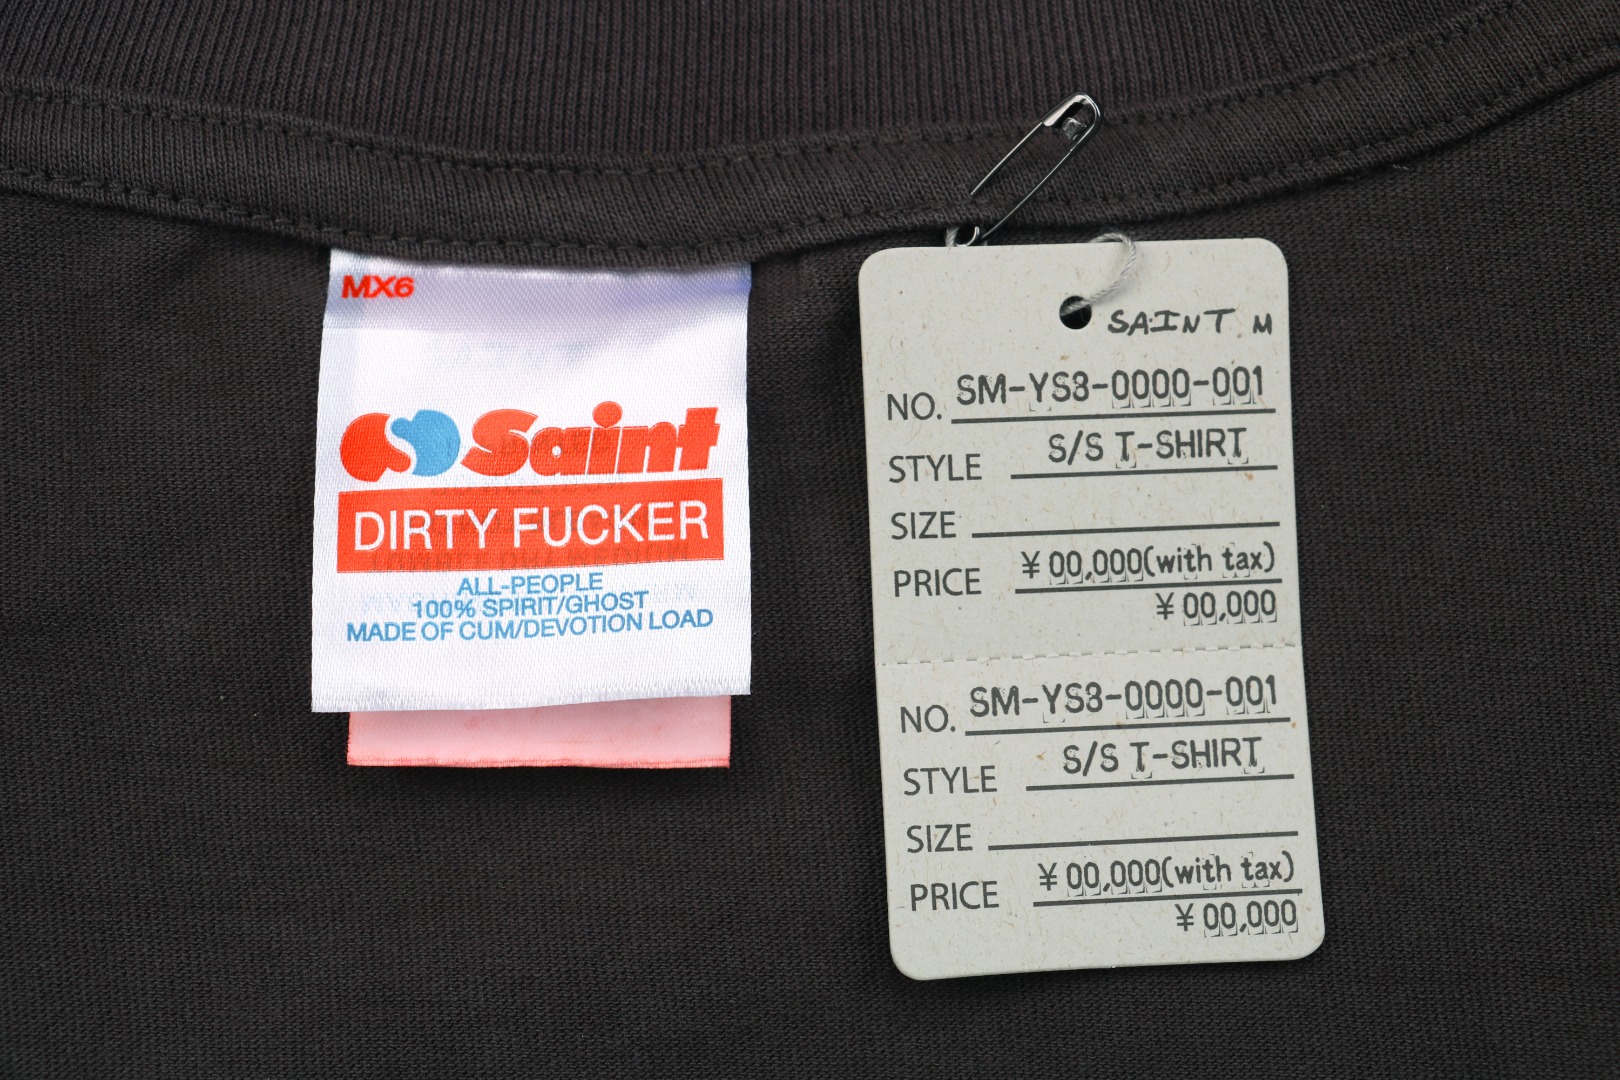 MX6
Saint
DIRTY FUCKER
ALL-PEOPLE
100% SPIRIT/GHOST
MADE OF CUM/DEVOTION LOAD
SAINT M
NO. SM-YS8-0000-001
STYLE S/S T-SHIRT
SIZE
PRICE ¥00,000(with tax)
¥00,000
NO. SM-YS8-0000-001
STYLE S/S T-SHIRT
SIZE
PRICE ¥00,000(with tax)
¥00,000